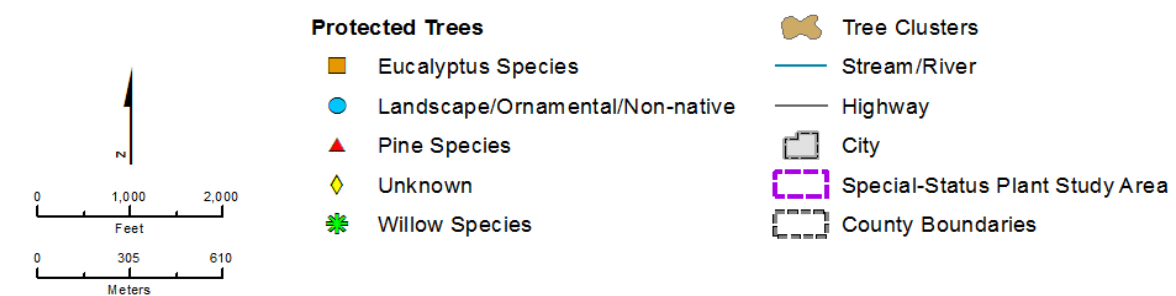 Protected Trees
Eucalyptus Species
Landscape/Ornamental/Non-native
Pine Species
Unknown
Willow Species
Tree Clusters
Stream/River
Highway
City
Special-Status Plant Study Area
County Boundaries
N
0 1,000 2,000
Feet
0 305 610
Meters